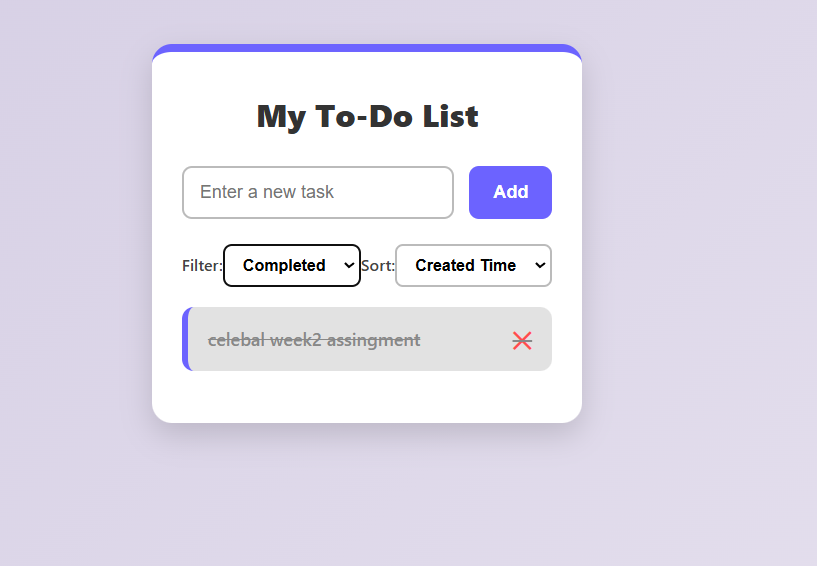 My To-Do List
Enter a new task Add
Filter: Completed Sort: Created Time
celebal week2 assingment